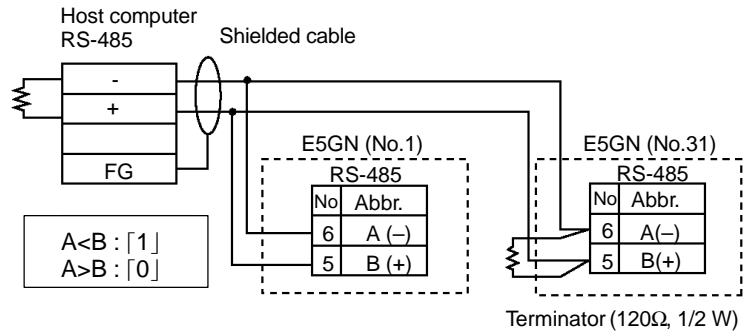 Host computer
RS-485
Shielded cable
-
+
FG
E5GN (No.1)
RS-485
No Abbr.
6 A (–)
5 B (+)
E5GN (No.31)
RS-485
No Abbr.
6 A(–)
5 B(+)
A<B : ⌈1⌋
A>B : ⌈0⌋
Terminator (120Ω, 1/2 W)